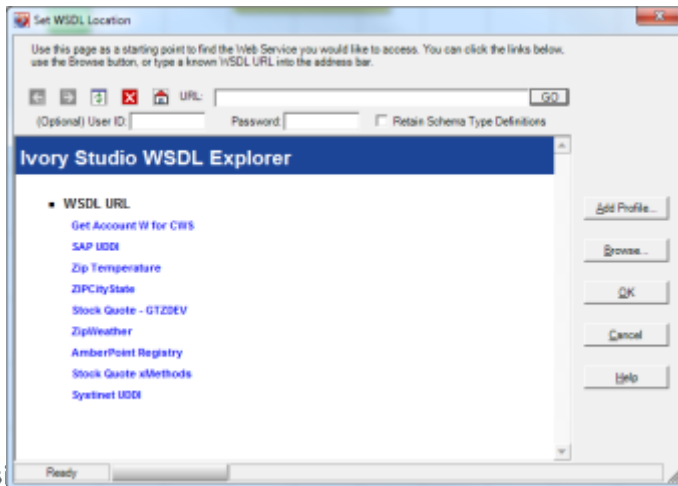 Set WSDL Location
Use this page as a starting point to find the Web Service you would like to access. You can click the links below,
use the Browse button, or type a known WSDL URL into the address bar.
URL: GO
(Optional) User ID: Password: Retain Schema Type Definitions
Ivory Studio WSDL Explorer
WSDL URL
Get Account W for CWS
SAP UDDI
Zip Temperature
ZIPCityState
Stock Quote - GTZDEV
ZipWeather
AmberPoint Registry
Stock Quote xMethods
Systinet UDDI
Add Profile...
Browse...
OK
Cancel
Help
Ready